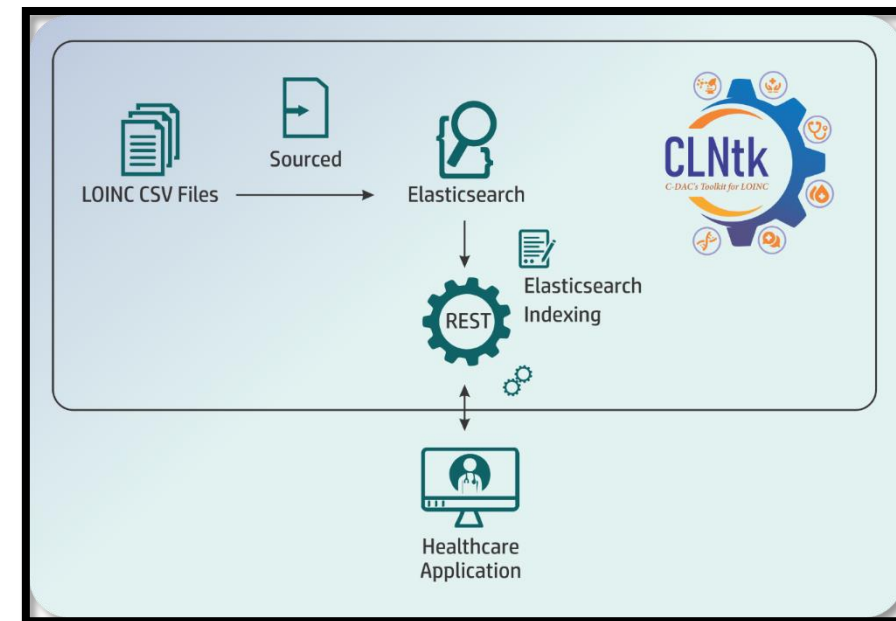 Sourced
LOINC CSV Files
Elasticsearch
CLNtk
C-DAC's Toolkit for LOINC
Elasticsearch
Indexing
REST
Healthcare
Application